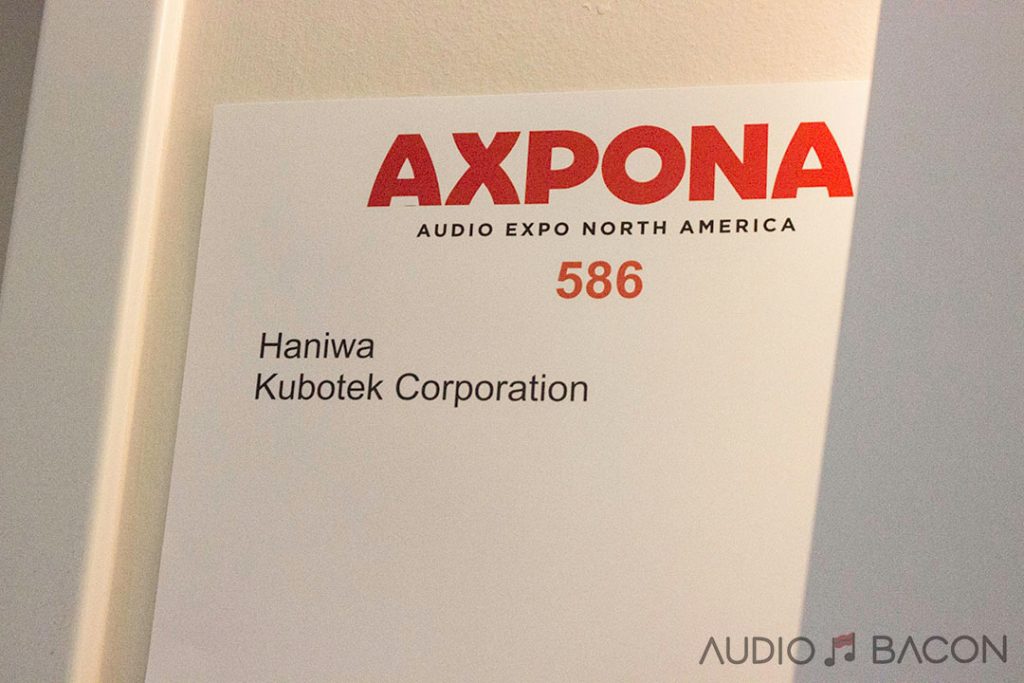 AXPONA
AUDIO EXPO NORTH AMERICA
586
Haniwa
Kubotek Corporation
AUDIO BACON